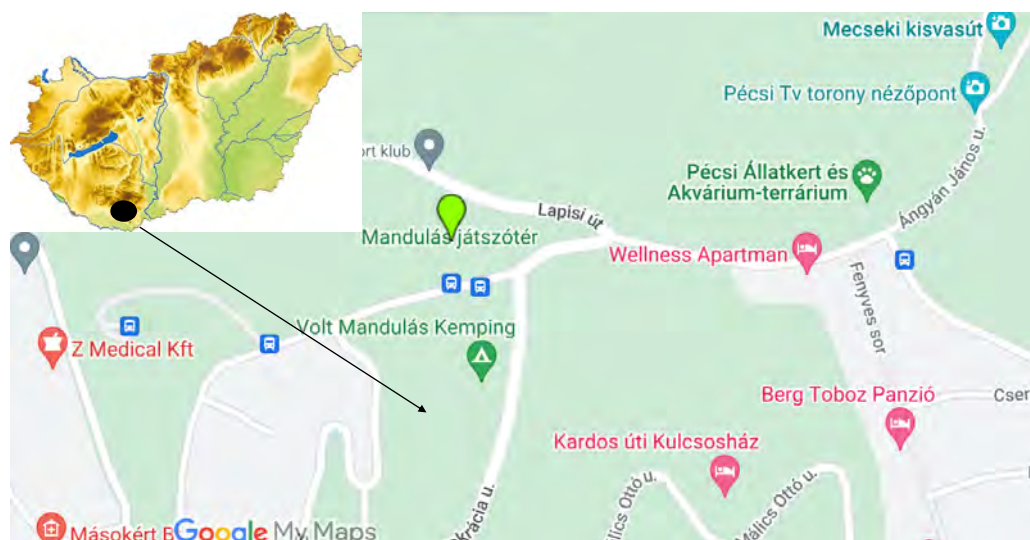 Mecseki kisvasút
Pécsi Tv torony nézőpont
ort klub
Pécsi Állatkert és
Akvárium-terrárium
Ángyán János u.
Lapisi út
Mandulás játszótér
Wellness Apartman
Fenyves sor
Volt Mandulás Kemping
Z Medical Kft
Berg Toboz Panzió
Cser
Kardos úti Kulcsosház
Málics Ottó u.
Málics Ottó u.
krácia u.
Másokért B
Google My Maps